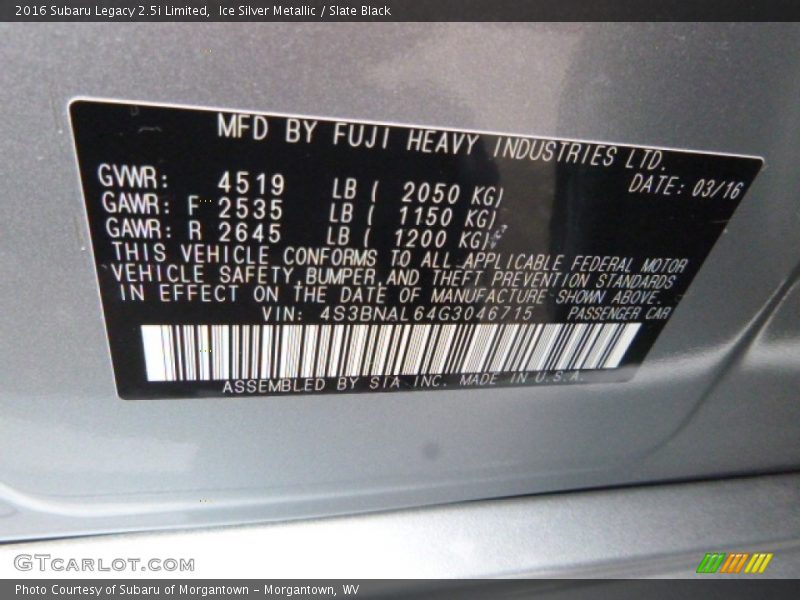 2016 Subaru Legacy 2.5i Limited,  Ice Silver Metallic / Slate Black
MFD BY FUJI HEAVY INDUSTRIES LTD.
DATE: 03/16
GVWR: 4519 LB ( 2050 KG)
GAWR: F 2535 LB ( 1150 KG)
GAWR: R 2645 LB ( 1200 KG)
THIS VEHICLE CONFORMS TO ALL APPLICABLE FEDERAL MOTOR
VEHICLE SAFETY,BUMPER,AND THEFT PREVENTION STANDARDS
IN EFFECT ON THE DATE OF MANUFACTURE SHOWN ABOVE.
VIN: 4S3BNAL64G3046715 PASSENGER CAR
ASSEMBLED BY SIA INC. MADE IN U.S.A.
GTCARLOT.COM
Photo Courtesy of Subaru of Morgantown – Morgantown, WV